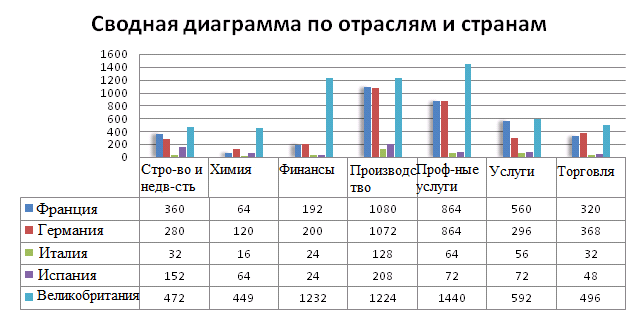 Сводная диаграмма по отраслям и странам
1600
1400
1200
1000
800
600
400
200
0
Стро-во и недв-сть Химия Финансы Производс тво Проф-ные услуги Услуги Торговля
Франция 360 64 192 1080 864 560 320
Германия 280 120 200 1072 864 296 368
Италия 32 16 24 128 64 56 32
Испания 152 64 24 208 72 72 48
Великобритания 472 449 1232 1224 1440 592 496